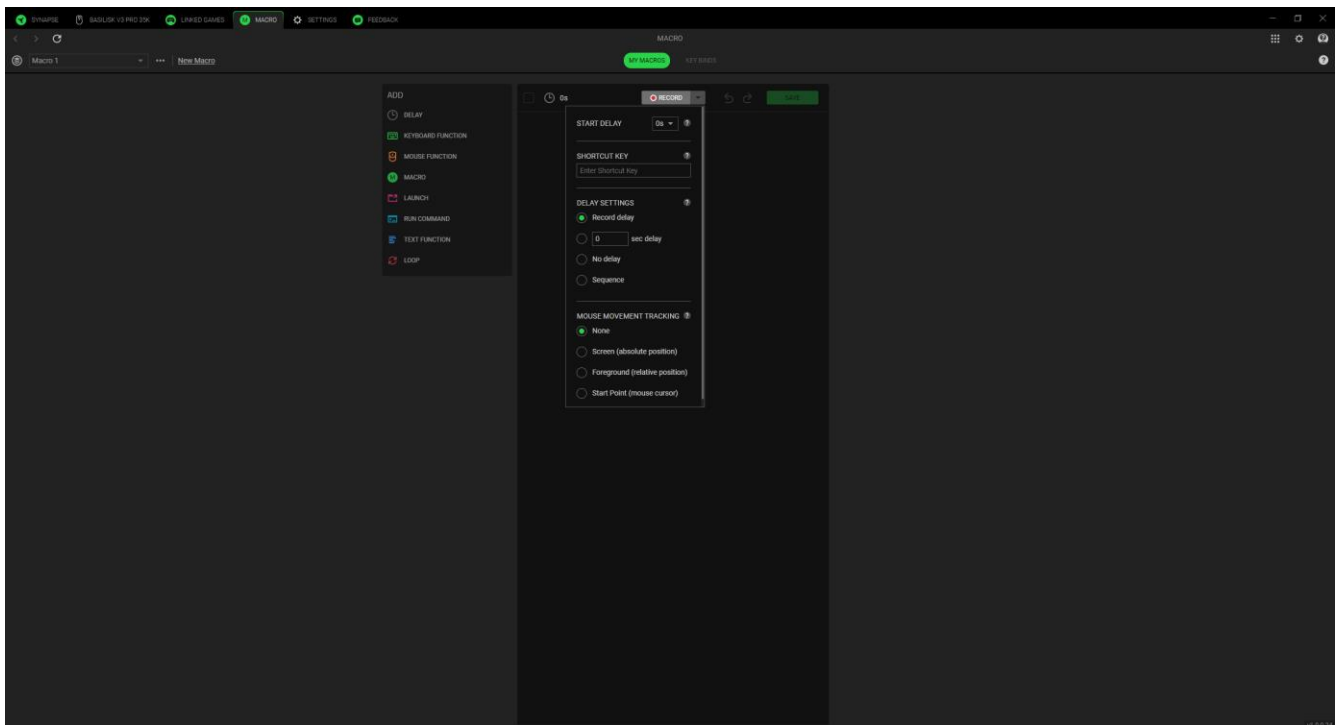 SYNAPSE
BASILISK V3 PRO 35K
LINKED GAMES
MACRO
SETTINGS
FEEDBACK
MACRO
Macro 1
New Macro
MY MACROS
KEY BINDS
ADD
DELAY
KEYBOARD FUNCTION
MOUSE FUNCTION
MACRO
LAUNCH
RUN COMMAND
TEXT FUNCTION
LOOP
0s
RECORD
SAVE
START DELAY
0s
SHORTCUT KEY
Enter Shortcut Key
DELAY SETTINGS
Record delay
0 sec delay
No delay
Sequence
MOUSE MOVEMENT TRACKING
None
Screen (absolute position)
Foreground (relative position)
Start Point (mouse cursor)